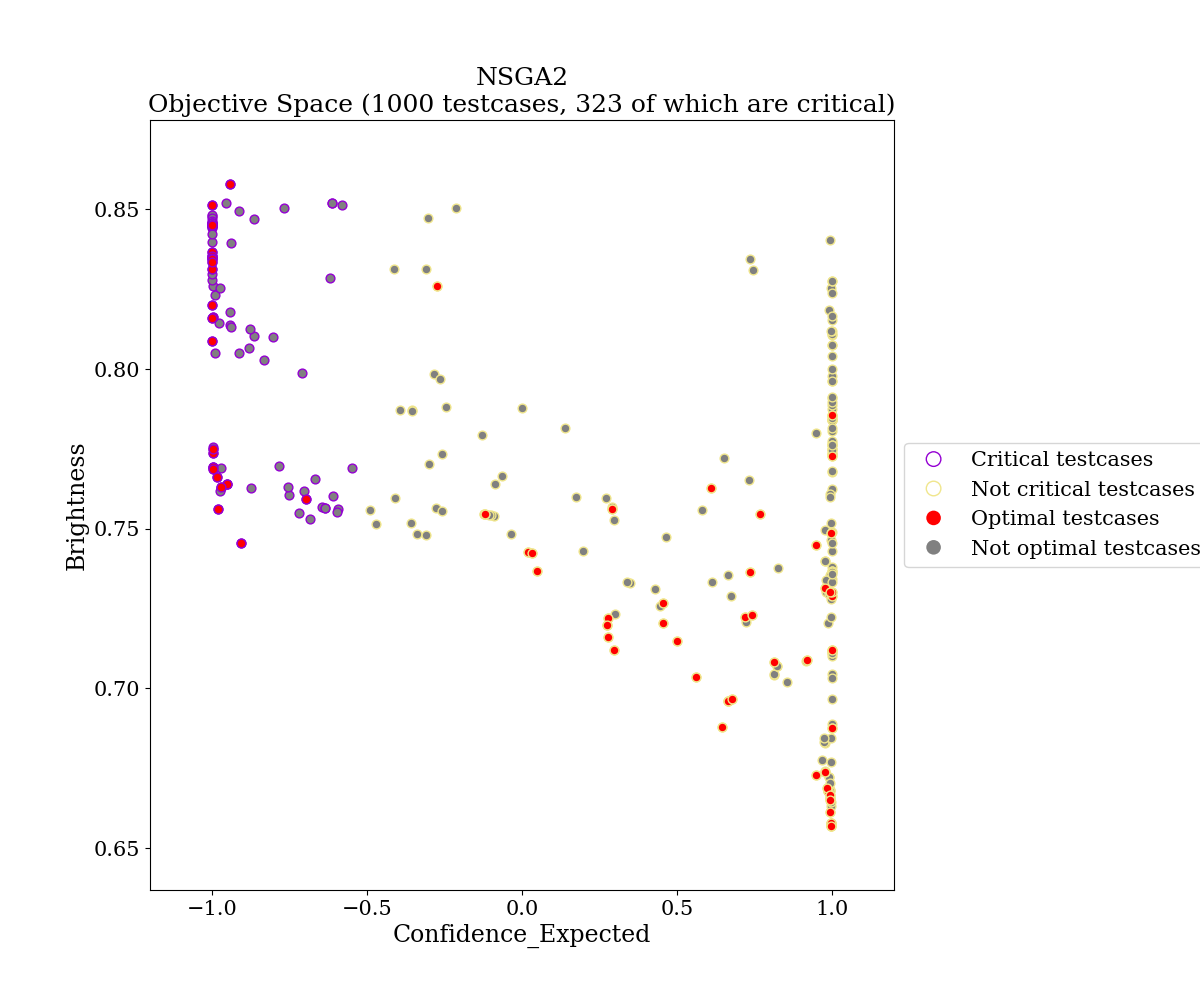 NSGA2
Objective Space (1000 testcases, 323 of which are critical)
0.85
0.80
0.75
0.70
0.65
Brightness
−1.0
−0.5
0.0
0.5
1.0
Confidence_Expected
Critical testcases
Not critical testcases
Optimal testcases
Not optimal testcases